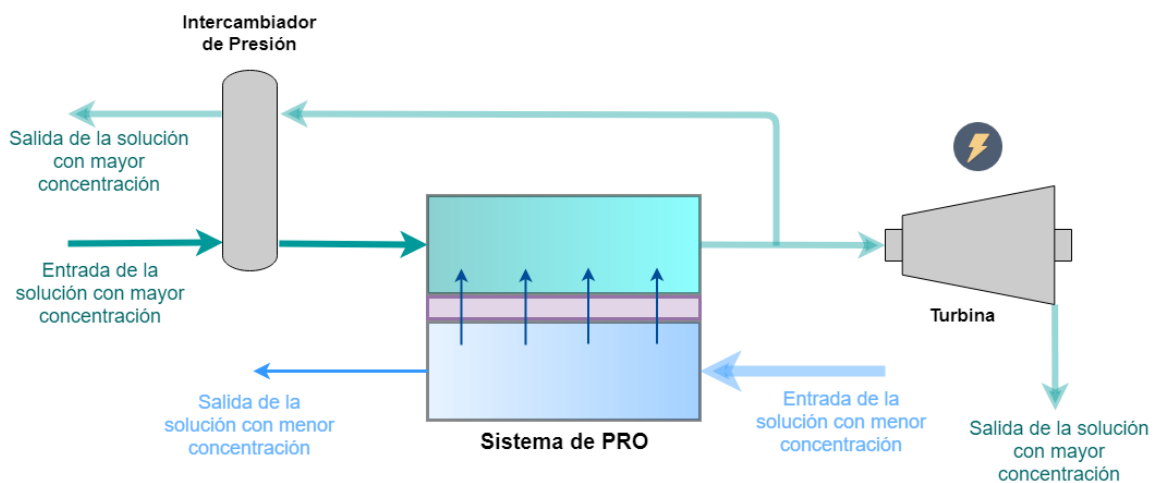 Intercambiador
de Presión
Salida de la solución
con mayor
concentración
Entrada de la
solución con mayor
concentración
Turbina
Salida de la
solución con menor
concentración
Entrada de la
solución con menor
concentración
Sistema de PRO
Salida de la solución
con mayor
concentración